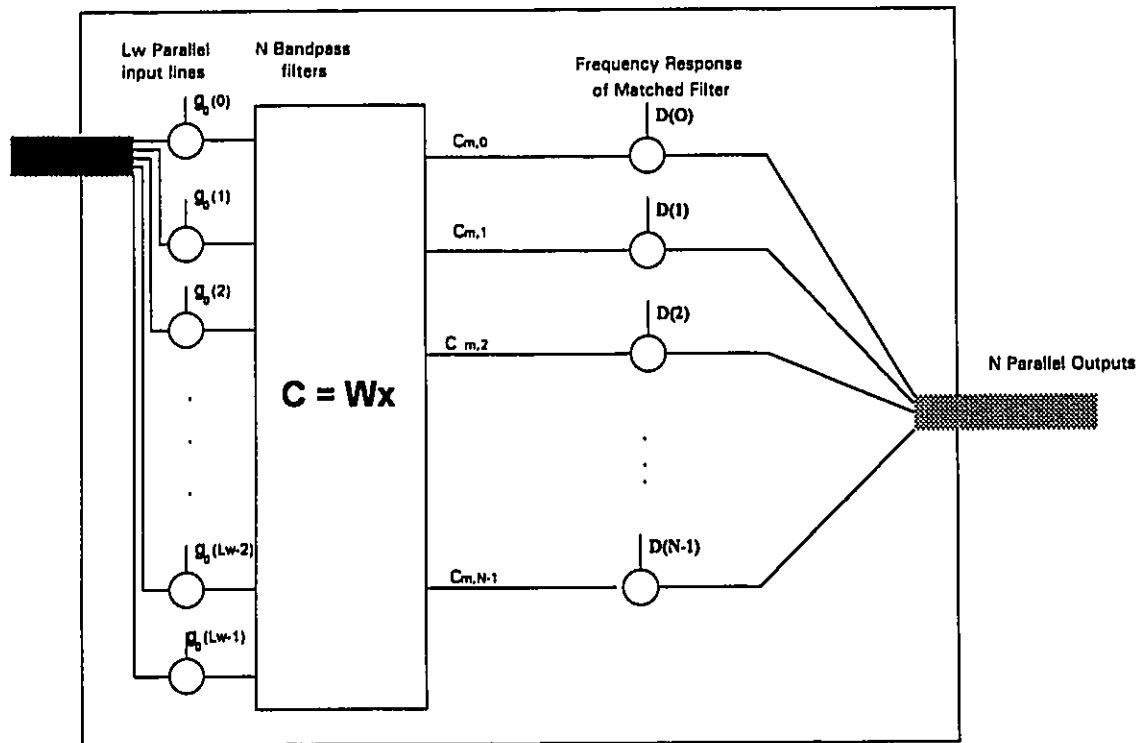 Lw Parallel
input lines
N Bandpass
filters
Frequency Response
of Matched Filter
g0(0)
D(O)
Cm,0
g0(1)
D(1)
Cm,1
g0(2)
D(2)
C m,2
N Parallel Outputs
C = Wx
g0(Lw-2)
D(N-1)
Cm,N-1
g0(Lw-1)